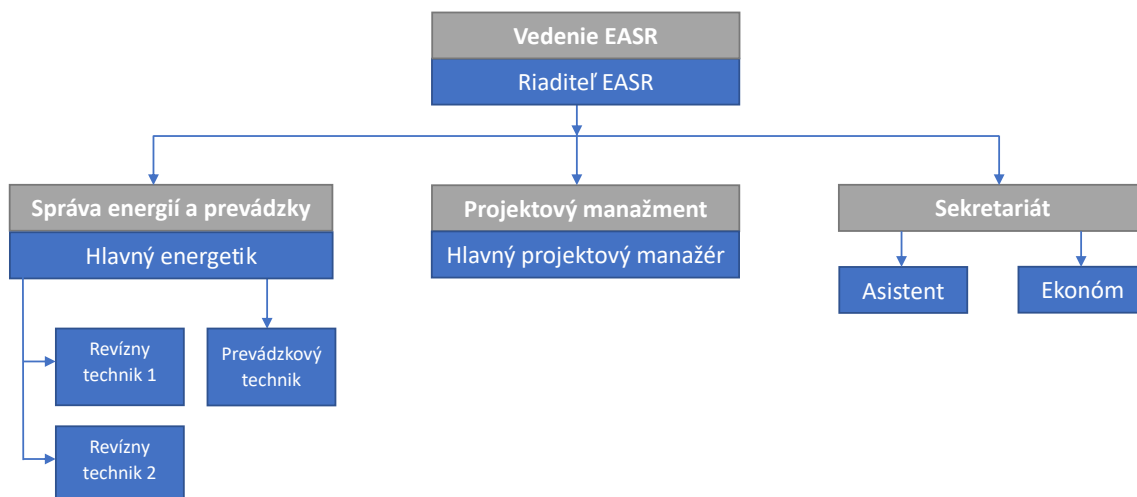 Vedenie EASR
Riaditeľ EASR
Správa energií a prevádzky
Hlavný energetik
Projektový manažment
Hlavný projektový manažér
Sekretariát
Asistent
Ekonóm
Revízny
technik 1
Prevádzkový
technik
Revízny
technik 2